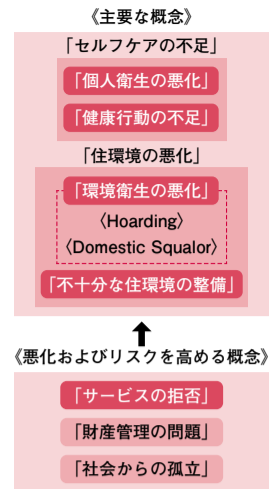 《主要な概念》
「セルフケアの不足」
「個人衛生の悪化」
「健康行動の不足」
「住環境の悪化」
「環境衛生の悪化」
〈Hoarding〉
〈Domestic Squalor〉
「不十分な住環境の整備」
《悪化およびリスクを高める概念》
「サービスの拒否」
「財産管理の問題」
「社会からの孤立」